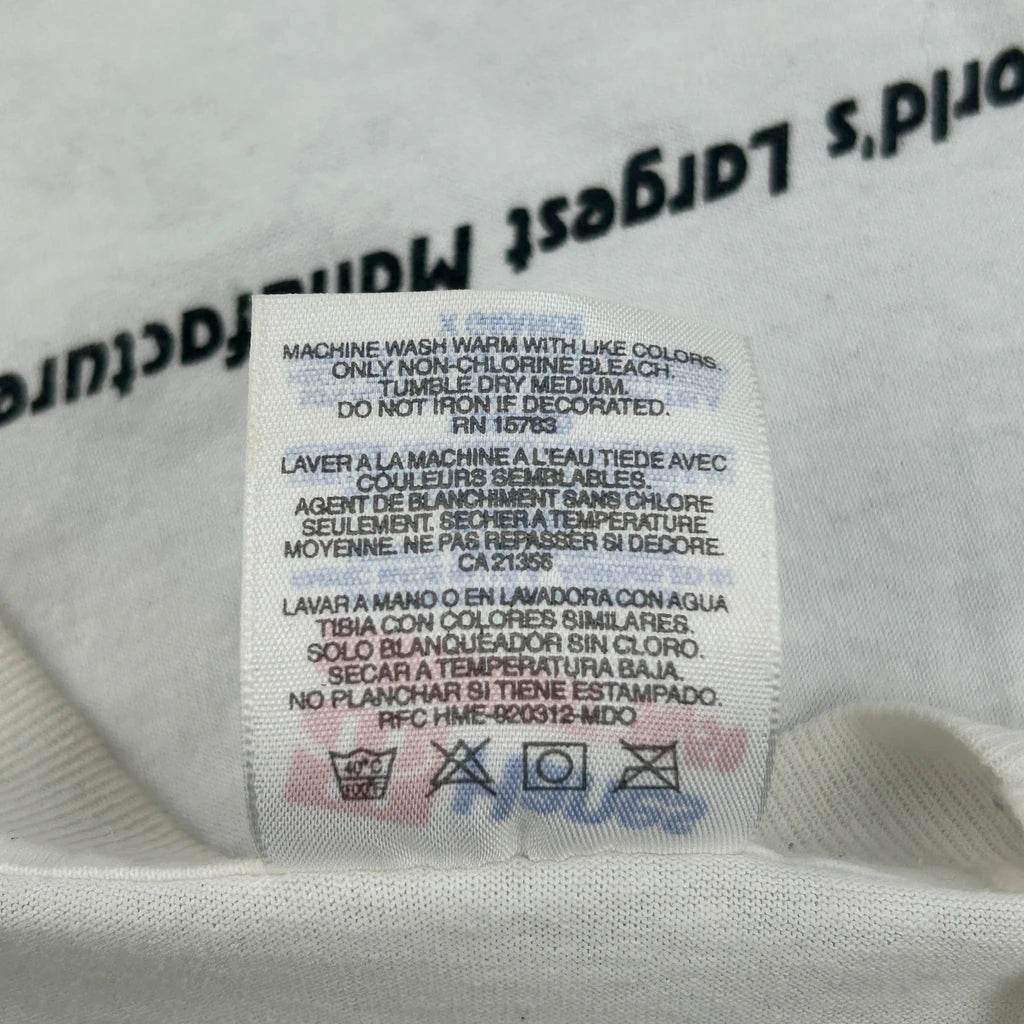 orld's Largest Manufacture
MACHINE WASH WARM WITH LIKE COLORS.
ONLY NON-CHLORINE BLEACH.
TUMBLE DRY MEDIUM.
DO NOT IRON IF DECORATED.
RN 15763
LAVER A LA MACHINE A L'EAU TIEDE AVEC
COULEURS SEMBLABLES.
AGENT DE BLANCHIMENT SANS CHLORE
SEULEMENT. SECHER A TEMPERATURE
MOYENNE. NE PAS REPASSER SI DECORE.
CA 21356
LAVAR A MANO O EN LAVADORA CON AGUA
TIBIA CON COLORES SIMILARES.
SOLO BLANQUEADOR SIN CLORO.
SECAR A TEMPERATURA BAJA.
NO PLANCHAR SI TIENE ESTAMPADO.
RFC HME-920312-MDO
40°C